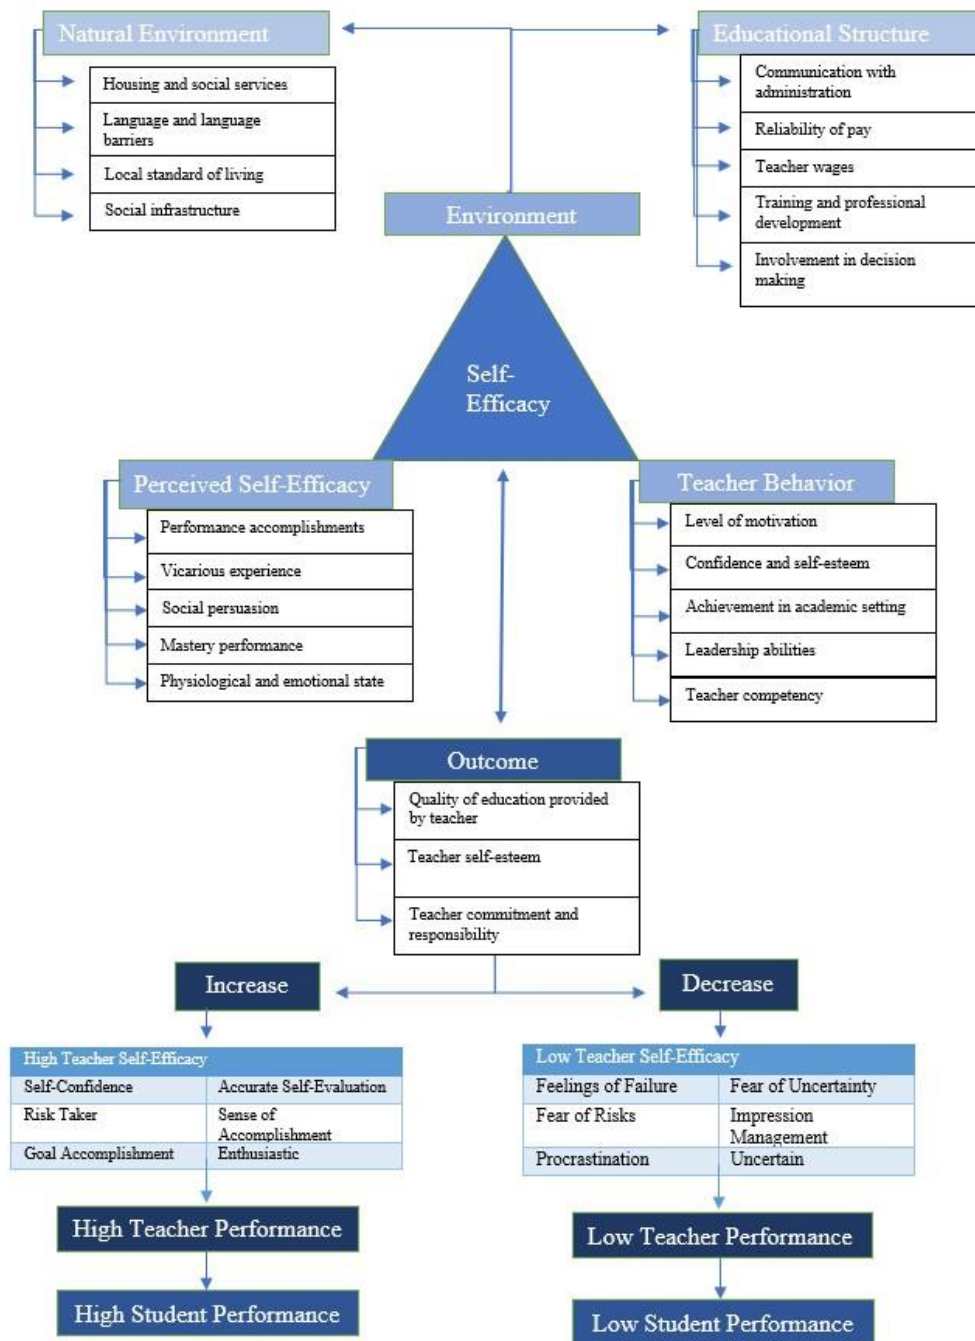 Natural Environment
Housing and social services
Language and language
barriers
Local standard of living
Social infrastructure
Educational Structure
Communication with
administration
Reliability of pay
Teacher wages
Training and professional
development
Involvement in decision
making
Environment
Self-
Efficacy
Perceived Self-Efficacy
Performance accomplishments
Vicarious experience
Social persuasion
Mastery performance
Physiological and emotional state
Teacher Behavior
Level of motivation
Confidence and self-esteem
Achievement in academic setting
Leadership abilities
Teacher competency
Outcome
Quality of education provided
by teacher
Teacher self-esteem
Teacher commitment and
responsibility
Increase
High Teacher Self-Efficacy
Self-Confidence
Accurate Self-Evaluation
Risk Taker
Sense of
Accomplishment
Goal Accomplishment
Enthusiastic
High Teacher Performance
High Student Performance
Decrease
Low Teacher Self-Efficacy
Feelings of Failure
Fear of Uncertainty
Fear of Risks
Impression
Management
Procrastination
Uncertain
Low Teacher Performance
Low Student Performance